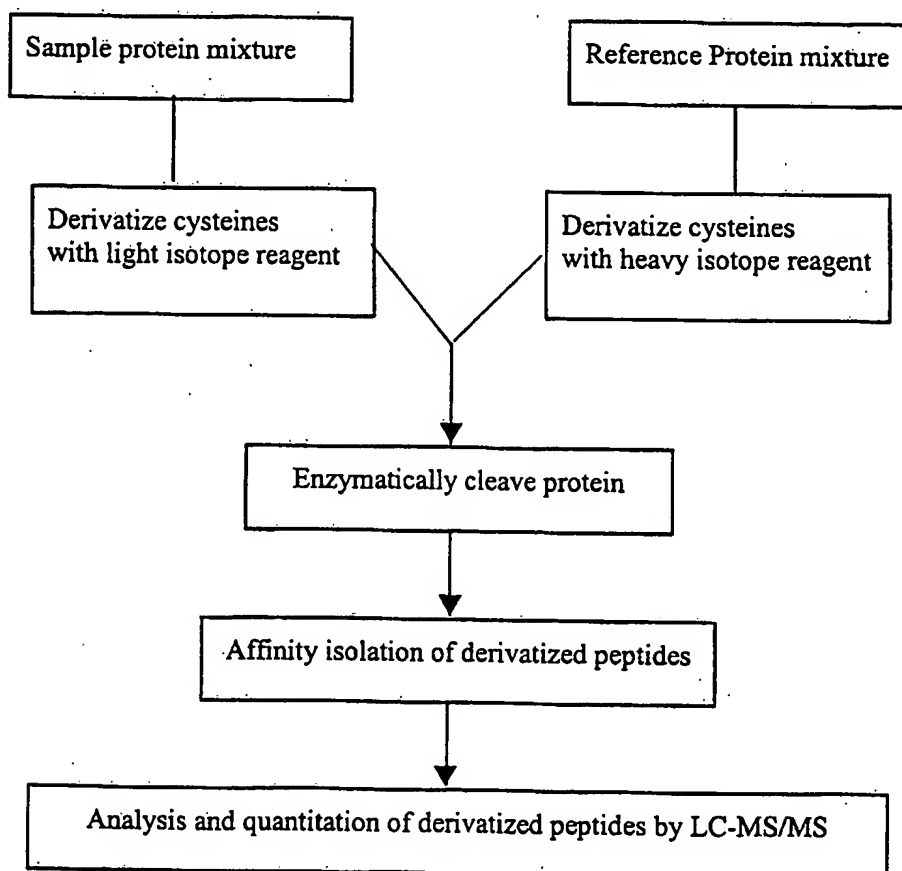 Sample protein mixture
Reference Protein mixture
Derivatize cysteines
with light isotope reagent
Derivatize cysteines
with heavy isotope reagent
Enzymatically cleave protein
Affinity isolation of derivatized peptides
Analysis and quantitation of derivatized peptides by LC-MS/MS